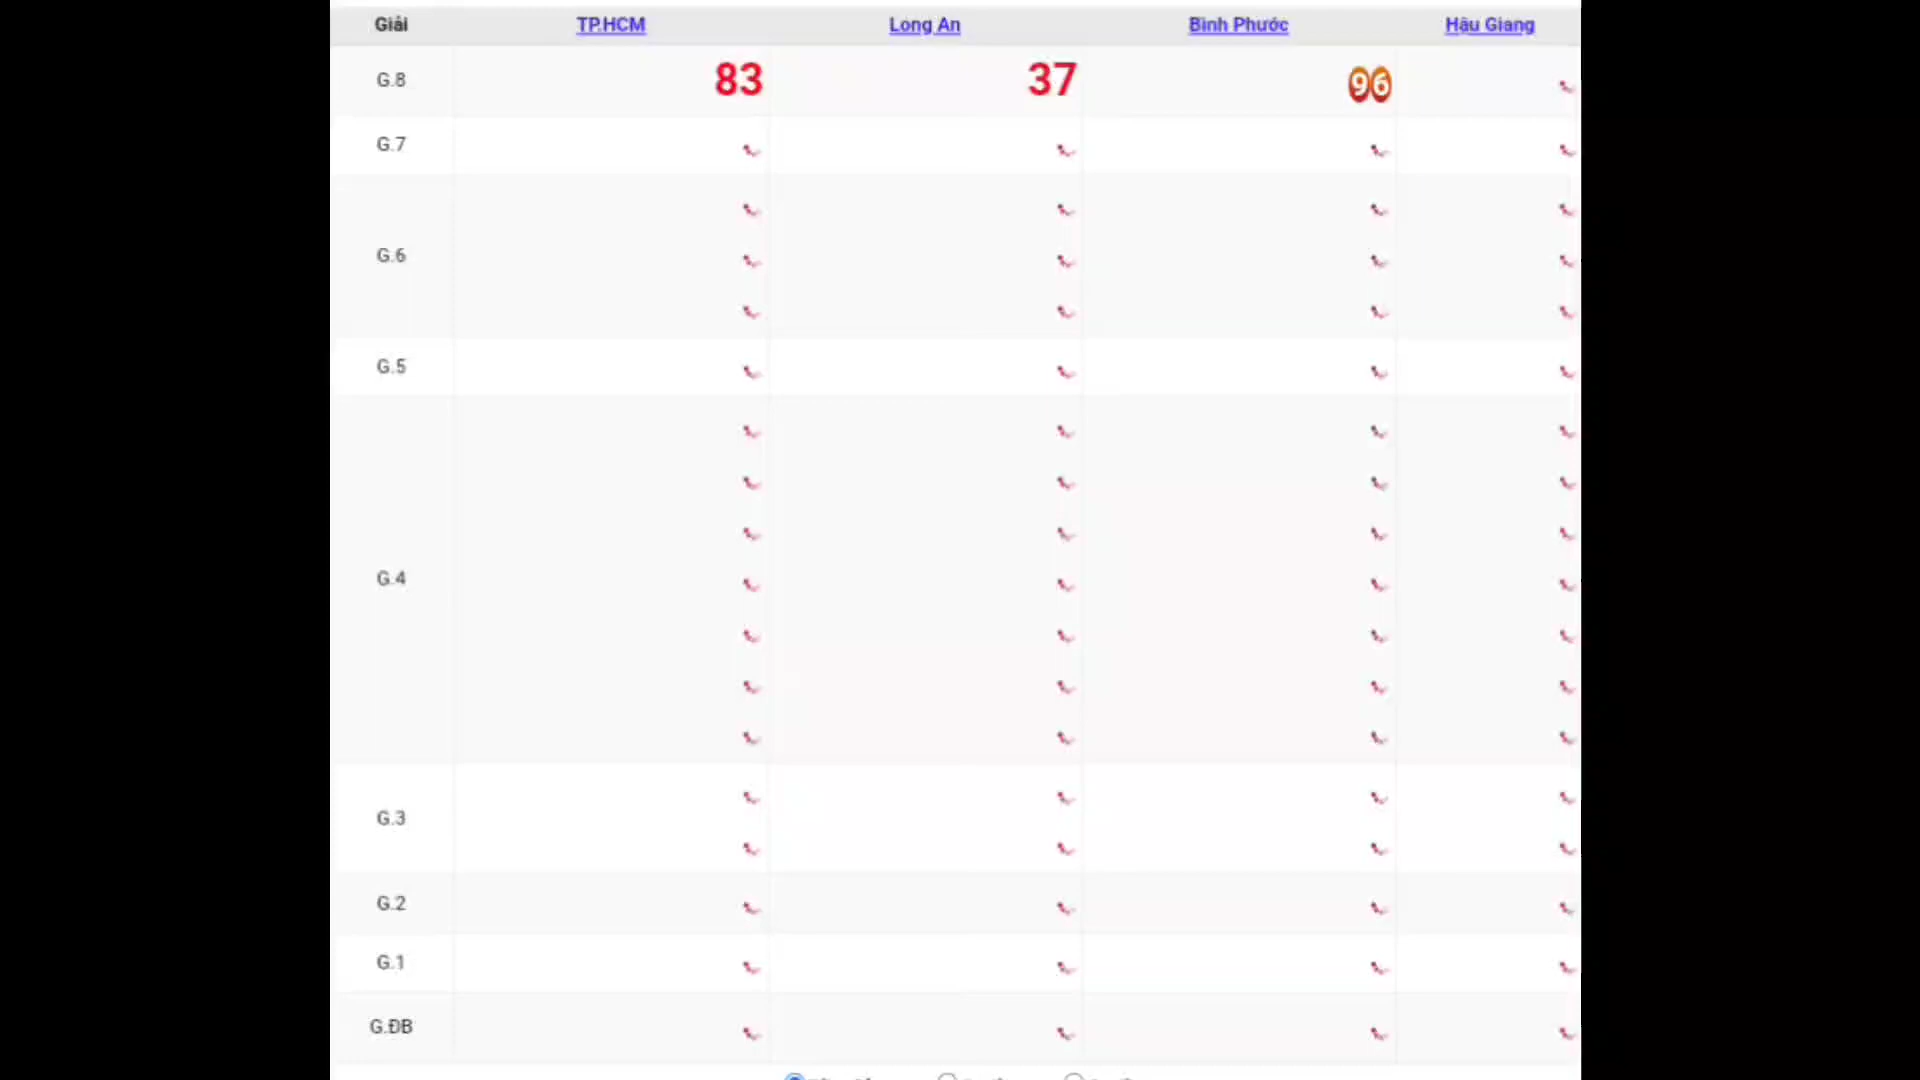 Giải TP.HCM Long An Bình Phước Hậu Giang
G.8 83 37 96
G.7
G.6
G.5
G.4
G.3
G.2
G.1
G.ĐB